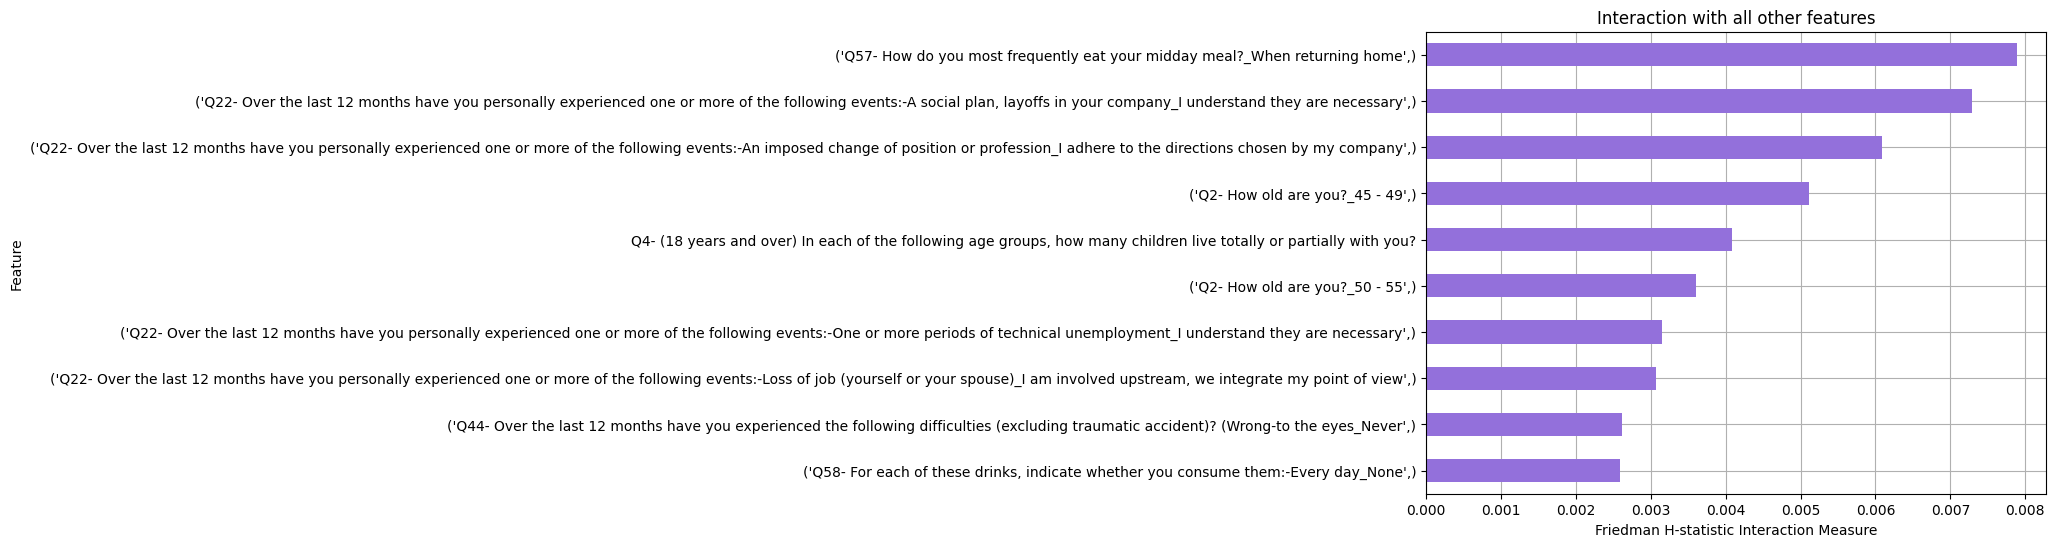 Interaction with all other features
('Q57- How do you most frequently eat your midday meal?_When returning home',)
('Q22- Over the last 12 months have you personally experienced one or more of the following events:-A social plan, layoffs in your company_I understand they are necessary',)
('Q22- Over the last 12 months have you personally experienced one or more of the following events:-An imposed change of position or profession_I adhere to the directions chosen by my company',)
('Q2- How old are you?_45 - 49',)
Q4- (18 years and over) In each of the following age groups, how many children live totally or partially with you?
('Q2- How old are you?_50 - 55',)
('Q22- Over the last 12 months have you personally experienced one or more of the following events:-One or more periods of technical unemployment_I understand they are necessary',)
('Q22- Over the last 12 months have you personally experienced one or more of the following events:-Loss of job (yourself or your spouse)_I am involved upstream, we integrate my point of view',)
('Q44- Over the last 12 months have you experienced the following difficulties (excluding traumatic accident)? (Wrong-to the eyes_Never',)
('Q58- For each of these drinks, indicate whether you consume them:-Every day_None',)
Feature
0.000 0.001 0.002 0.003 0.004 0.005 0.006 0.007 0.008
Friedman H-statistic Interaction Measure